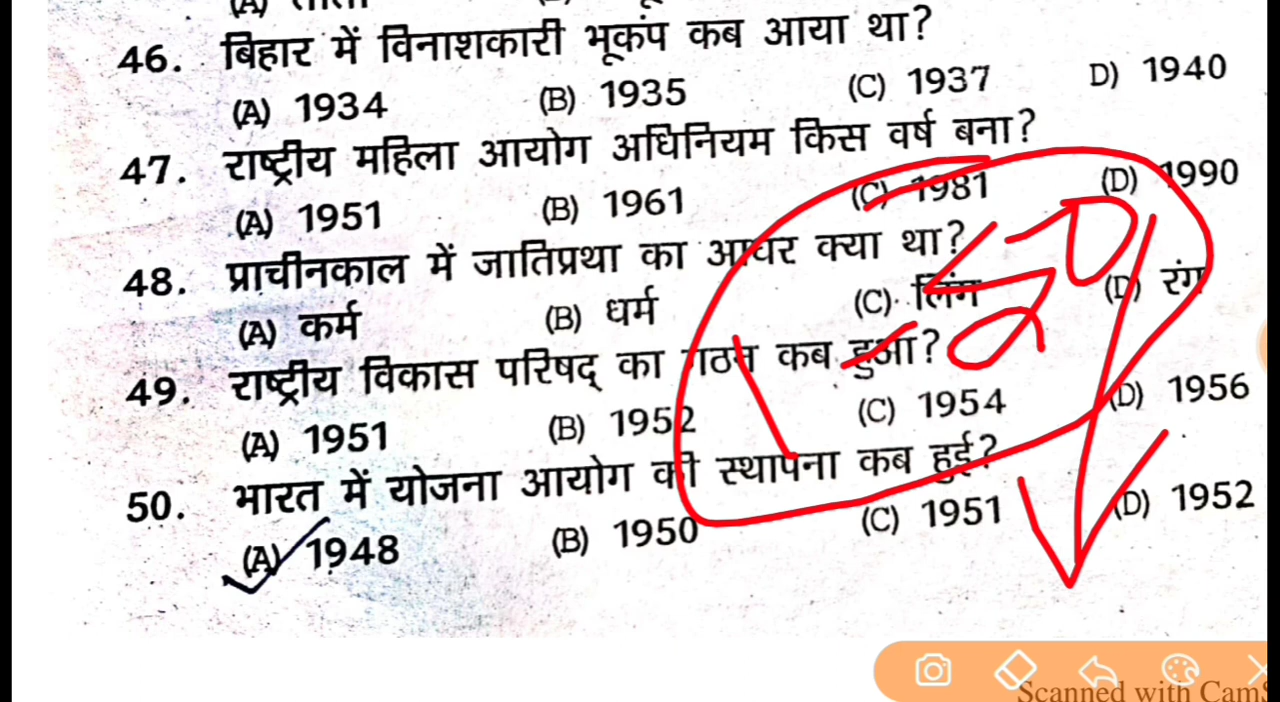 46. बिहार में विनाशकारी भूकंप कब आया था?
(A) 1934 (B) 1935 (C) 1937 D) 1940
47. राष्ट्रीय महिला आयोग अधिनियम किस वर्ष बना?
(A) 1951 (B) 1961 (C) 1981 (D) 1990
48. प्राचीनकाल में जातिप्रथा का क्या था?
(A) कर्म (B) धर्म (C) लिंग (D) रंग
49. राष्ट्रीय विकास परिषद् का गठन कब हुआ?
(A) 1951 (B) 1952 (C) 1954 (D) 1956
50. भारत में योजना आयोग की स्थापना कब हुई?
(A) 1948 (B) 1950 (C) 1951 (D) 1952
Scanned with